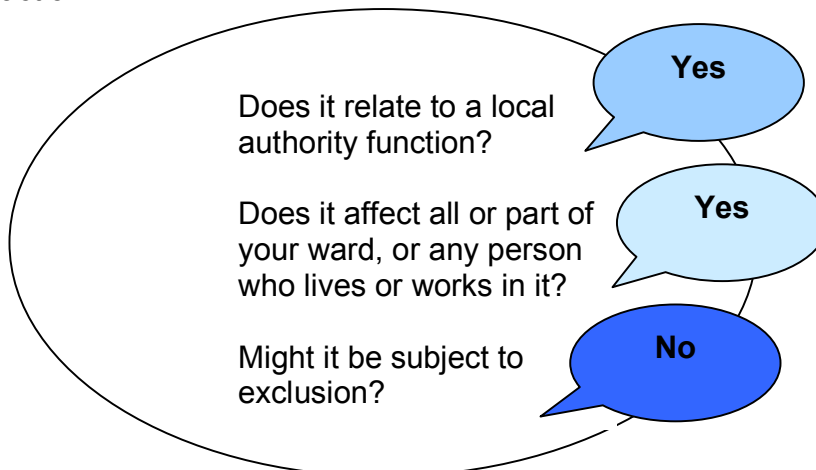 Yes
Does it relate to a local
authority function?
Yes
Does it affect all or part of
your ward, or any person
who lives or works in it?
No
Might it be subject to
exclusion?